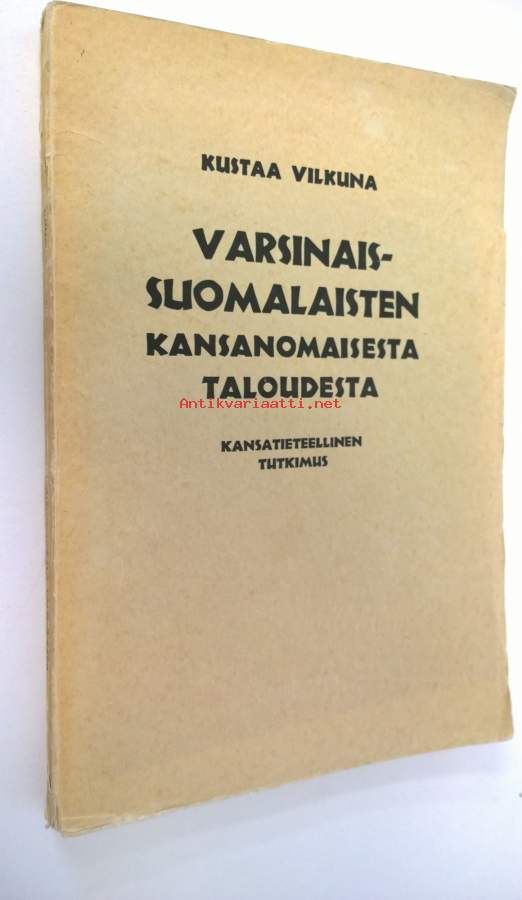 KUSTAA VILKUNA
VARSINAIS-
SUOMALAISTEN
KANSANOMAISESTA
TALOUDESTA
Antikvariaatti.net
KANSATIETEELLINEN
TUTKIMUS